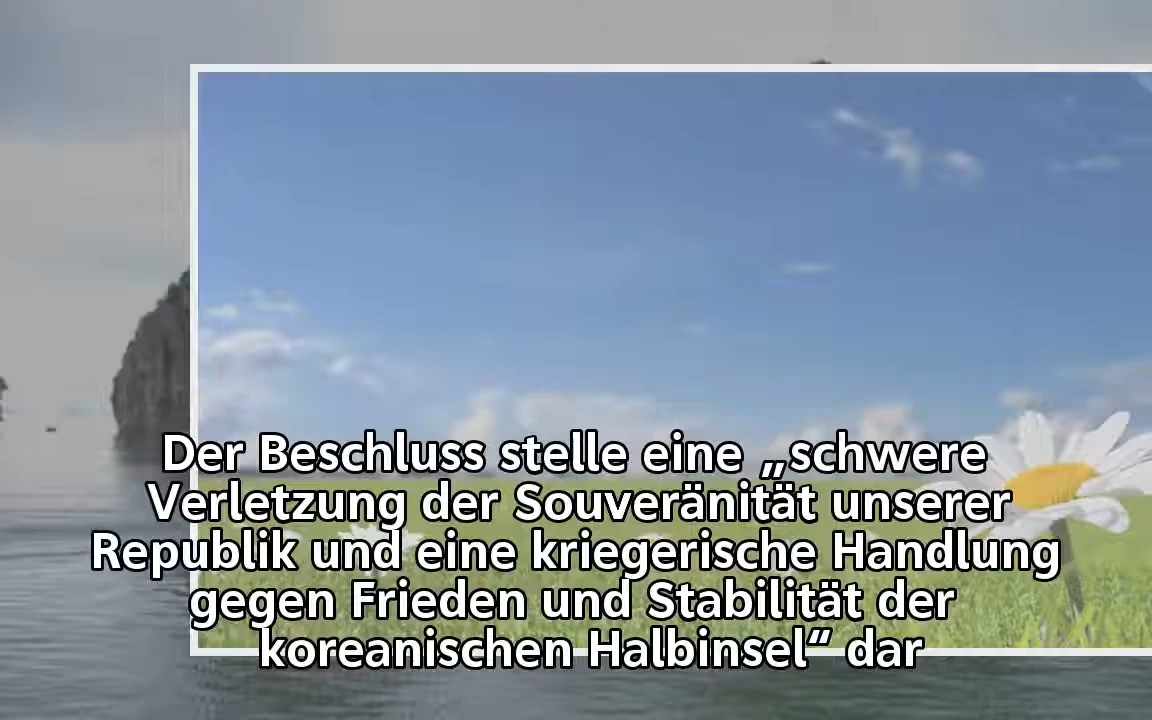 Der Beschluss stelle eine „schwere
Verletzung der Souveränität unserer
Republik und eine kriegerische Handlung
gegen Frieden und Stabilität der
koreanischen Halbinsel“ dar